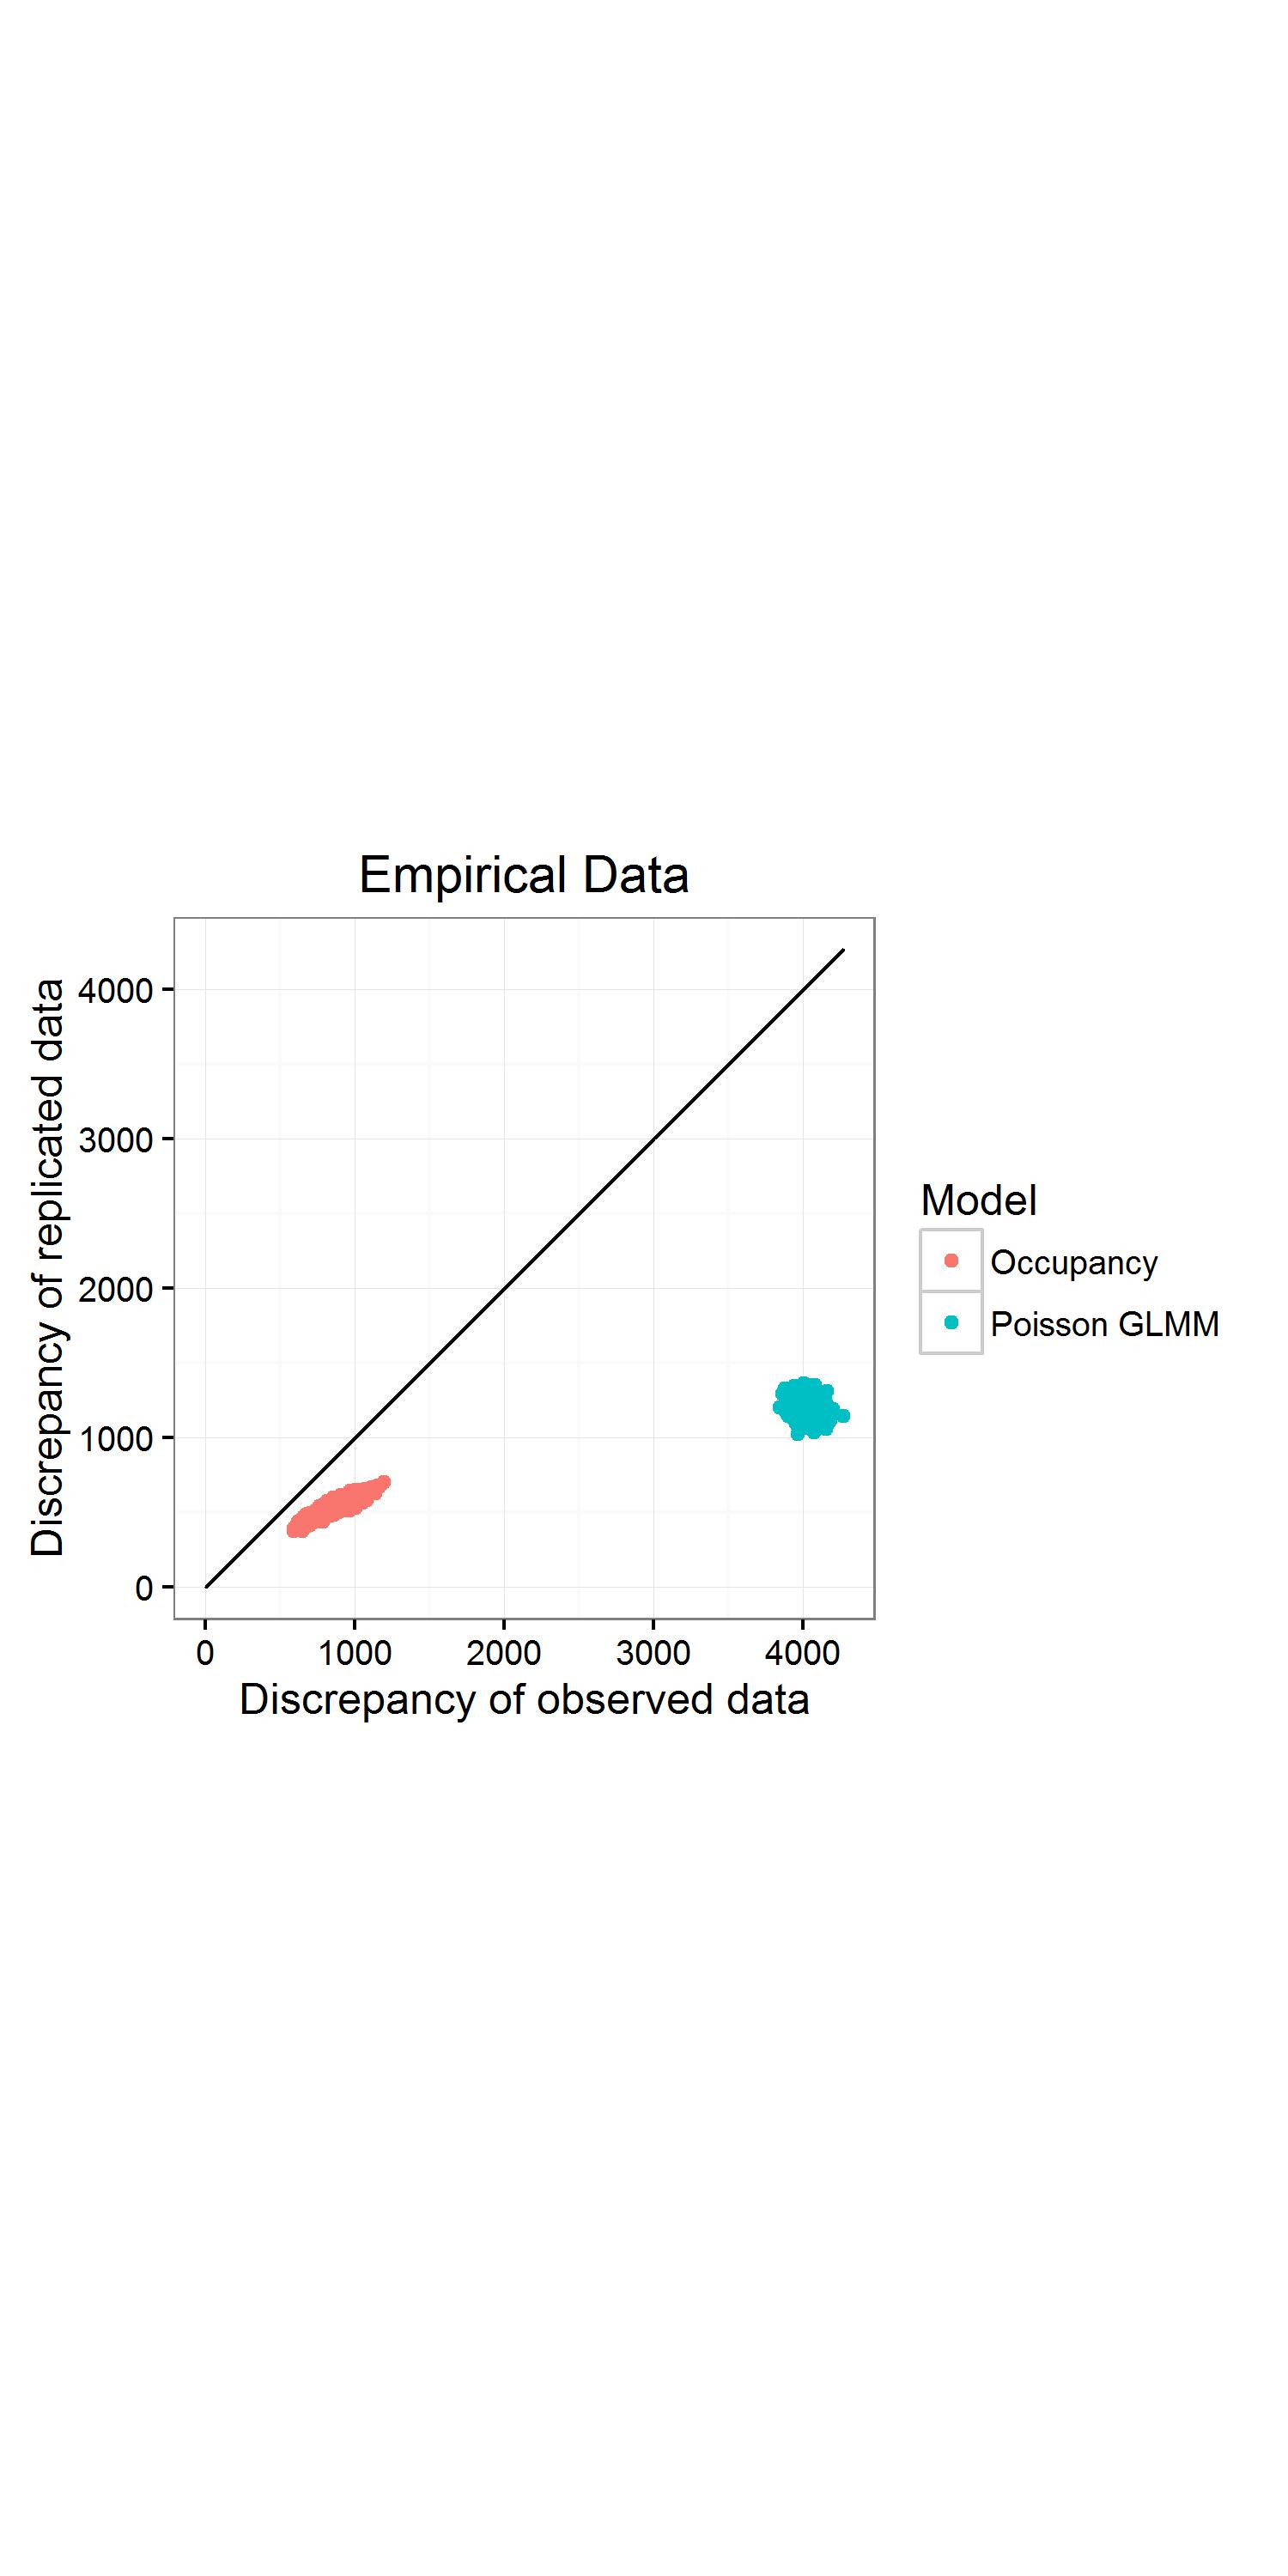 Empirical Data
Discrepancy of replicated data
4000
3000
2000
1000
0
0 1000 2000 3000 4000
Discrepancy of observed data
Model
Occupancy
Poisson GLMM